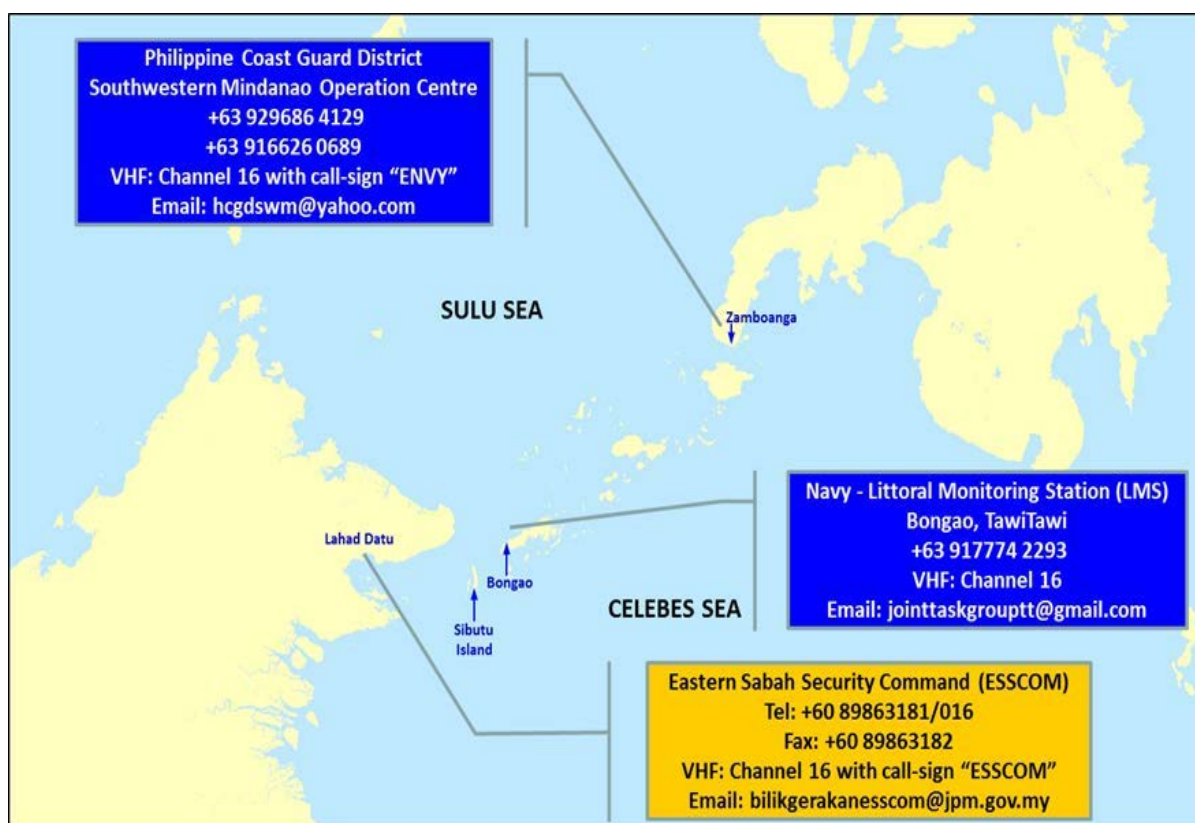 Philippine Coast Guard District
Southwestern Mindanao Operation Centre
+63 929686 4129
+63 916626 0689
VHF: Channel 16 with call-sign “ENVY”
Email: hcgdswm@yahoo.com
SULU SEA
Zamboanga
Navy - Littoral Monitoring Station (LMS)
Bongao, TawiTawi
+63 917774 2293
VHF: Channel 16
Email: jointtaskgrouptt@gmail.com
Lahad Datu
Bongao
CELEBES SEA
Sibutu
Island
Eastern Sabah Security Command (ESSCOM)
Tel: +60 89863181/016
Fax: +60 89863182
VHF: Channel 16 with call-sign “ESSCOM”
Email: bilikgerakanesscom@jpm.gov.my